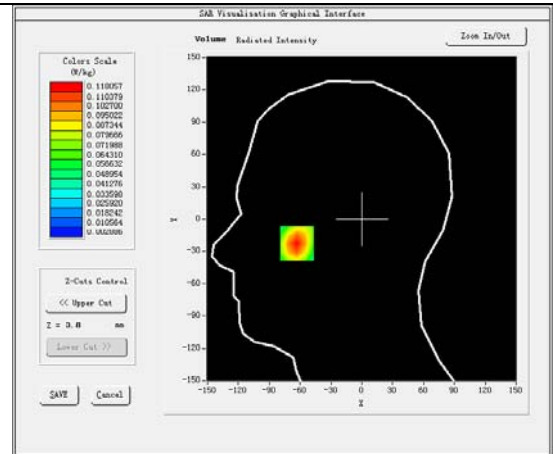 SAR Visualisation Graphical Interface
Volume Radiated Intensity
Zoom In/Out
Colors Scale
(W/kg)
0.118057
0.110379
0.102700
0.095022
0.087344
0.079666
0.071988
0.064310
0.056632
0.048954
0.041276
0.033598
0.025920
0.018242
0.010564
0.002886
Z-Cuts Control
<< Upper Cut
Z = 3.8 mm
Lower Cut >>
SAVE Cancel
150
120
90
60
30
0
-30
-60
-90
-120
-150
Y
-150 -120 -90 -60 -30 0 30 60 90 120 150
X